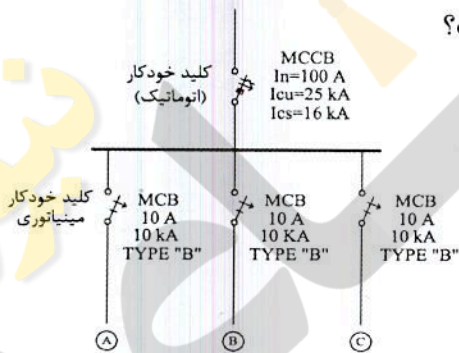 ؟
MCCB
In=100 A
Icu=25 kA
Ics=16 kA
کلید خودکار
(اتوماتیک)
کلید خودکار
مینیاتوری
MCB
10 A
10 kA
TYPE "B"
MCB
10 A
10 KA
TYPE "B"
MCB
10 A
10 kA
TYPE "B"
A
B
C